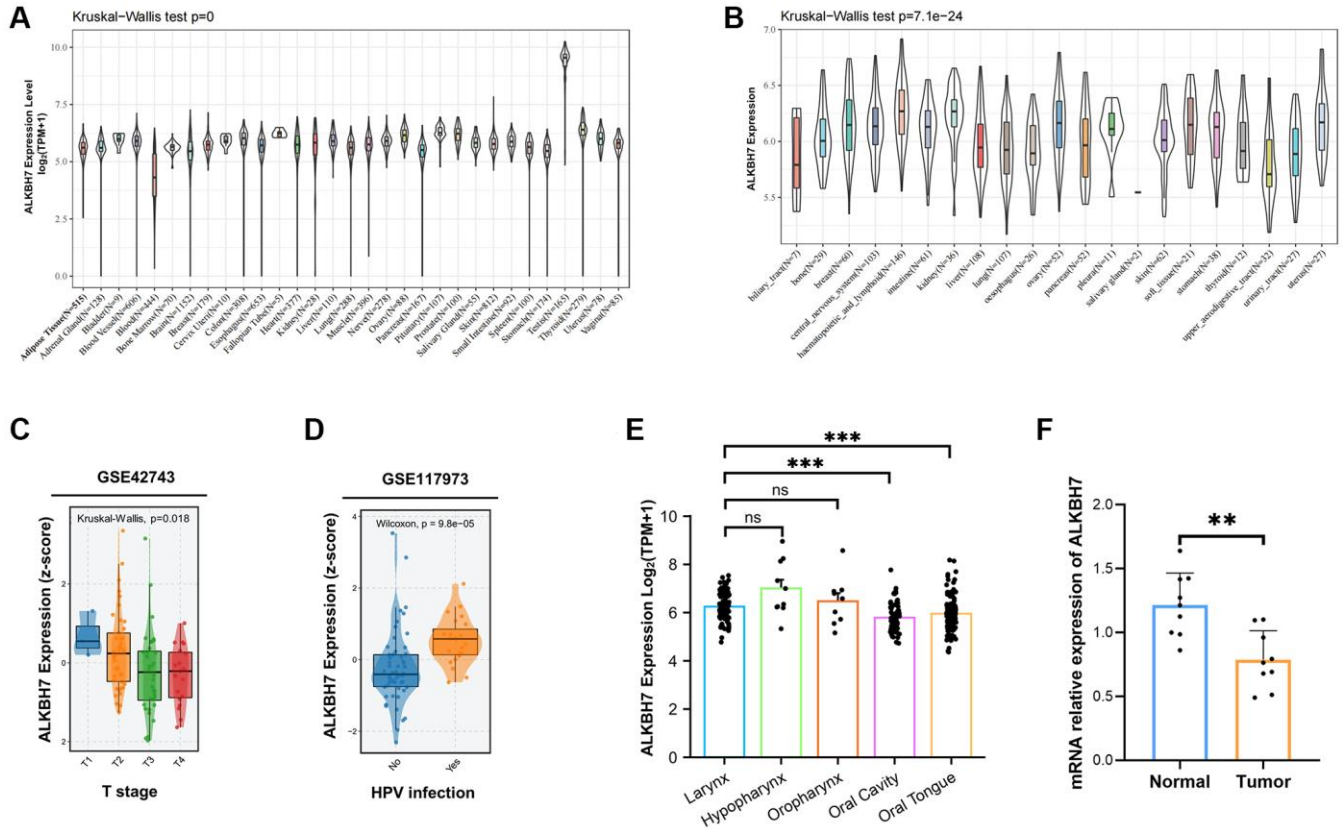 A
Kruskal-Wallis test p=0
ALKBH7 Expression Level
log2(TPM+1)
10.0
7.5
5.0
2.5
0.0
Adipose Tissue(N=515)
Adrenal Gland(N=128)
Bladder(N=9)
Blood Vessel(N=606)
Blood(N=444)
Bone Marrow(N=70)
Brain(N=1152)
Breast(N=179)
Cervix Uteri(N=10)
Colon(N=308)
Esophagus(N=653)
Fallopian Tube(N=5)
Heart(N=377)
Kidney(N=28)
Liver(N=110)
Lung(N=288)
Muscle(N=396)
Nerve(N=278)
Ovary(N=88)
Pancreas(N=167)
Pituitary(N=107)
Prostate(N=100)
Salivary Gland(N=55)
Skin(N=812)
Small Intestine(N=92)
Spleen(N=100)
Stomach(N=174)
Testis(N=165)
Thyroid(N=279)
Uterus(N=78)
Vagina(N=85)
B
Kruskal-Wallis test p=7.1e-24
ALKBH7 Expression
7.0
6.5
6.0
5.5
biliary_tract(N=7)
bone(N=29)
breast(N=60)
central_nervous_system(N=103)
haematopoietic_and_lymphoid(N=146)
intestine(N=61)
kidney(N=36)
liver(N=108)
lung(N=107)
oesophagus(N=26)
ovary(N=52)
pancreas(N=52)
pleura(N=11)
salivary gland(N=2)
skin(N=62)
soft_tissue(N=21)
stomach(N=38)
thyroid(N=12)
upper_aerodigestive_tract(N=32)
urinary_tract(N=27)
uterus(N=27)
C
GSE42743
Kruskal-Wallis, p=0.018
ALKBH7 Expression (z-score)
2
0
2
T1
T2
T3
T4
T stage
D
GSE117973
Wilcoxon, p = 9.8e-05
ALKBH7 Expression (z-score)
4
2
0
-2
No
Yes
HPV infection
E
***
***
ns
ns
ALKBH7 Expression Log2(TPM+1)
10
8
6
4
2
0
Larynx
Hypopharynx
Oropharynx
Oral Cavity
Oral Tongue
F
**
mRNA relative expression of ALKBH7
2.0
1.5
1.0
0.5
0.0
Normal
Tumor